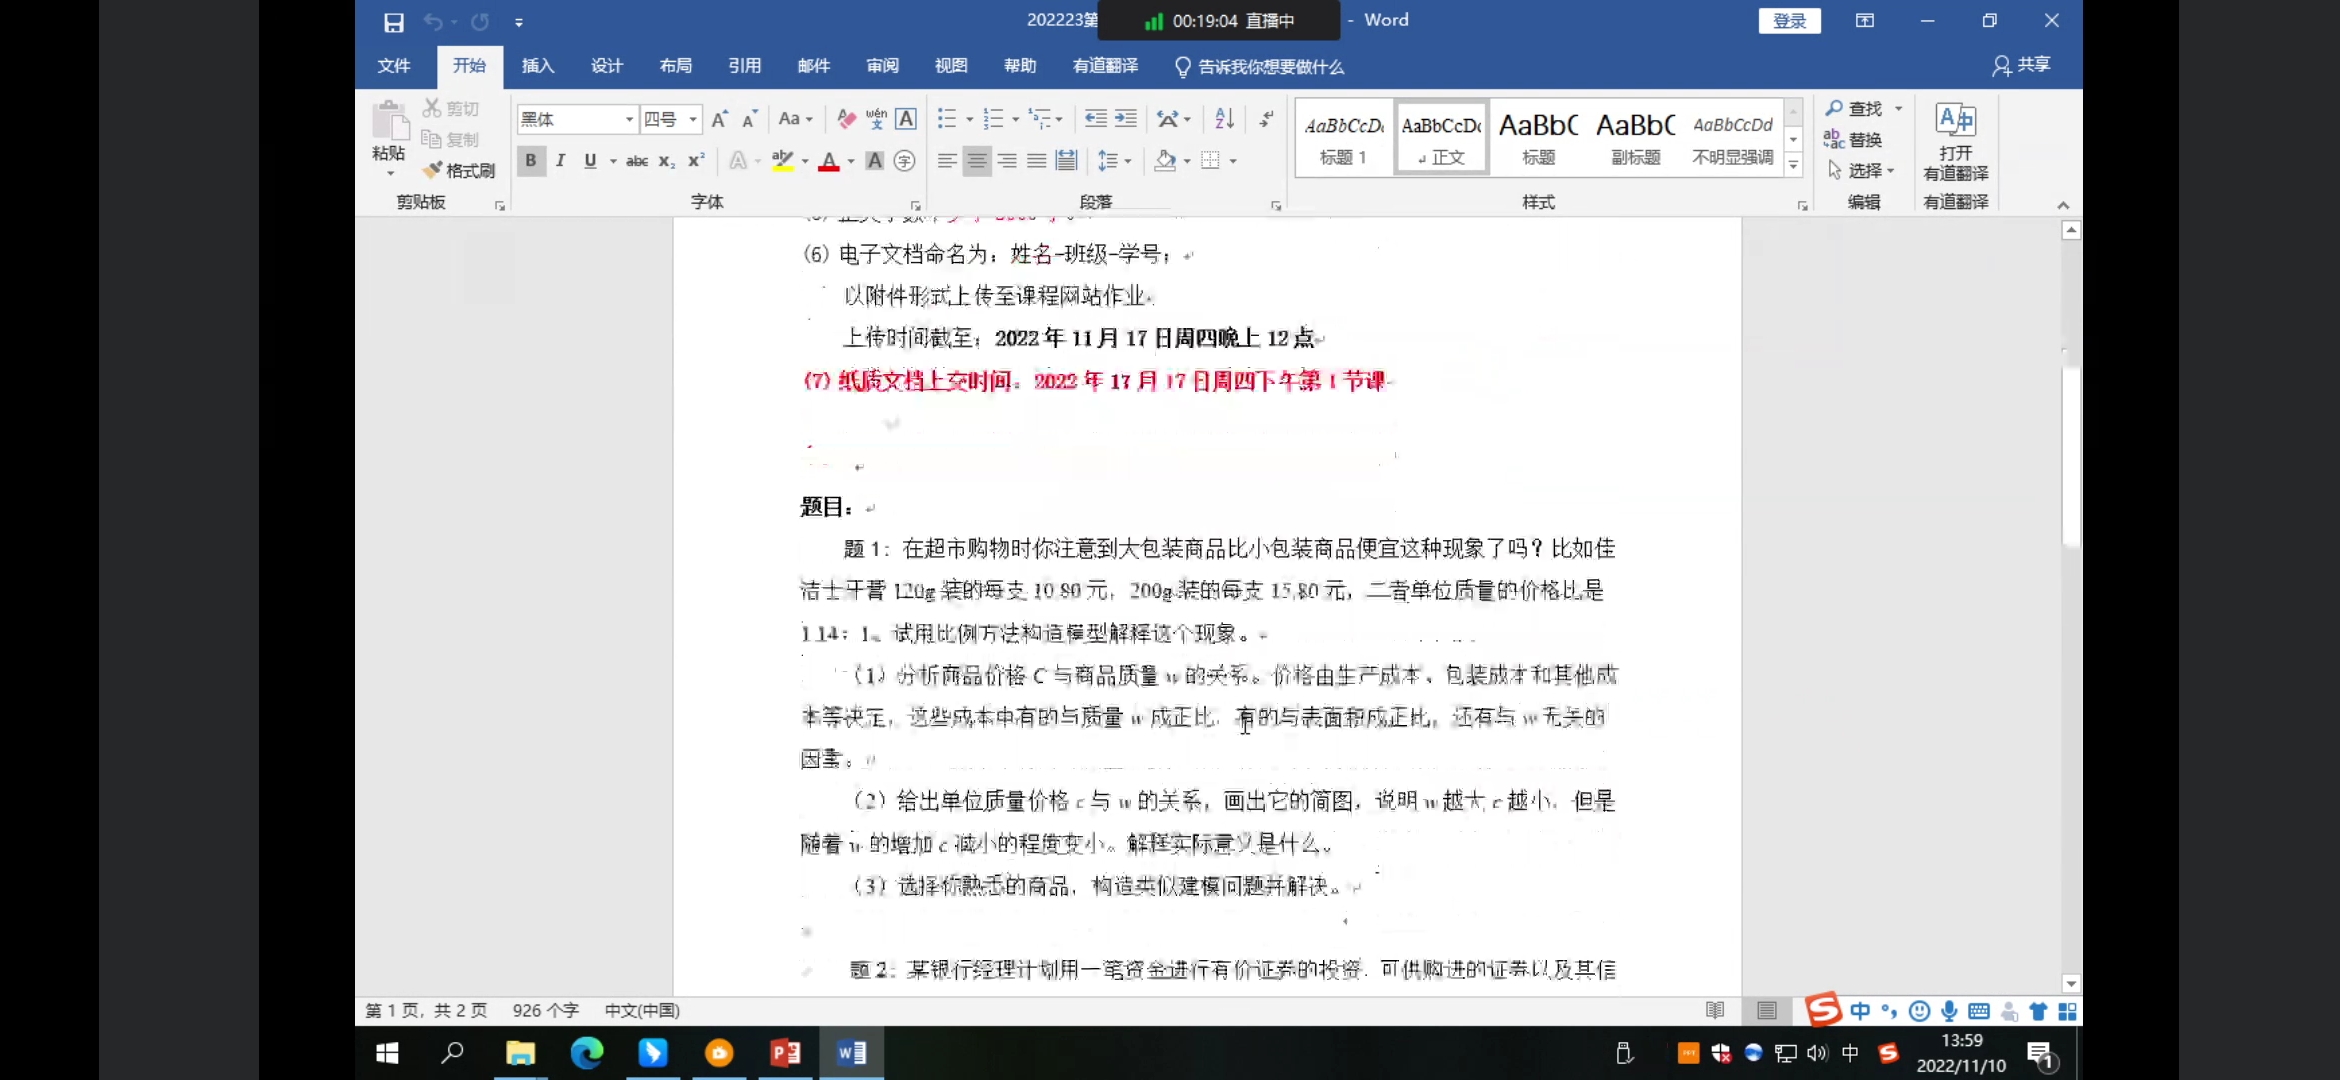 202223第
00:19:04 直播中
- Word
登录
文件 开始 插入 设计 布局 引用 邮件 审阅 视图 帮助 有道翻译 告诉我你想要做什么
共享
粘贴
剪切
复制
格式刷
剪贴板
黑体 四号
字体
段落
AaBbCcD AaBbCcDc AaBbC AaBbC AaBbCcDd
标题 1 正文 标题 副标题 不明显强调
样式
查找
替换
选择
编辑
打开
有道翻译
有道翻译
(6) 电子文档命名为：姓名-班级-学号；
以附件形式上传至课程网站作业.
上传时间截至：2022 年 11 月 17 日周四晚上 12 点
(7) 纸质文档上交时间：2022 年 17 月 17 日周四下午第 1 节课
题目：
题 1：在超市购物时你注意到大包装商品比小包装商品便宜这种现象了吗？比如佳
洁士牙膏 120g 装的每支 10.80 元，200g 装的每支 15.80 元，二者单位质量的价格比是
1.14：1。试用比例方法构造模型解释这个现象。
（1）分析商品价格 C 与商品质量 w 的关系。价格由生产成本、包装成本和其他成
本等决定，这些成本中有的与质量 w 成正比，有的与表面积成正比，还有与 w 无关的
因素。
（2）给出单位质量价格 c 与 w 的关系，画出它的简图，说明 w 越大 c 越小，但是
随着 w 的增加 c 减小的程度变小。解释实际意义是什么。
（3）选择你熟悉的商品，构造类似建模问题并解决。
题 2：某银行经理计划用一笔资金进行有价证券的投资，可供购进的证券以及其信
第 1 页，共 2 页 926 个字 中文(中国)
中
中
13:59
2022/11/10
1